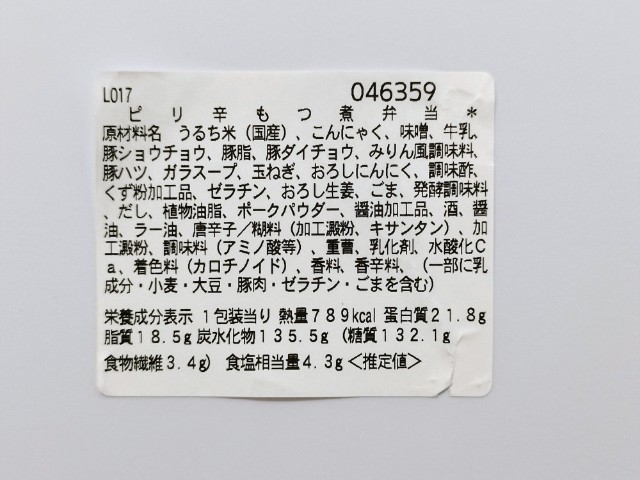 L017 046359
ピリ辛もつ煮弁当*
原材料名 うるち米（国産）、こんにゃく、味噌、牛乳、
豚ショウチョウ、豚脂、豚ダイチョウ、みりん風調味料、
豚ハツ、ガラスープ、玉ねぎ、おろしにんにく、調味酢、
くず粉加工品、ゼラチン、おろし生姜、ごま、発酵調味料
、だし、植物油脂、ポークパウダー、醤油加工品、酒、醤
油、ラー油、唐辛子／糊料（加工澱粉、キサンタン）、加
工澱粉、調味料（アミノ酸等）、重曹、乳化剤、水酸化Ｃ
ａ、着色料（カロチノイド）、香料、香辛料、（一部に乳
成分・小麦・大豆・豚肉・ゼラチン・ごまを含む）
栄養成分表示 １包装当り 熱量７８９kcal 蛋白質２１.８g
脂質１８.５g 炭水化物１３５.５g（糖質１３２.１g
食物繊維３.４g） 食塩相当量４.３g＜推定値＞